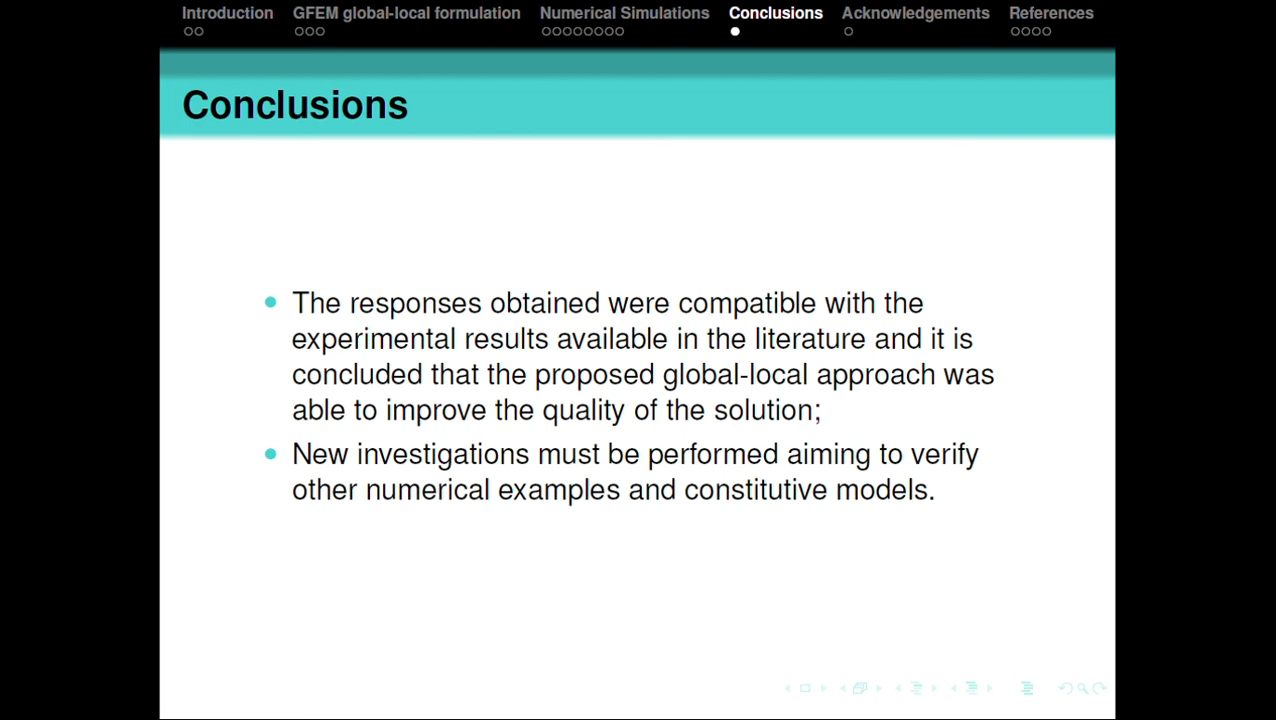 Introduction GFEM global-local formulation Numerical Simulations Conclusions Acknowledgements References
Conclusions
The responses obtained were compatible with the
experimental results available in the literature and it is
concluded that the proposed global-local approach was
able to improve the quality of the solution;
New investigations must be performed aiming to verify
other numerical examples and constitutive models.